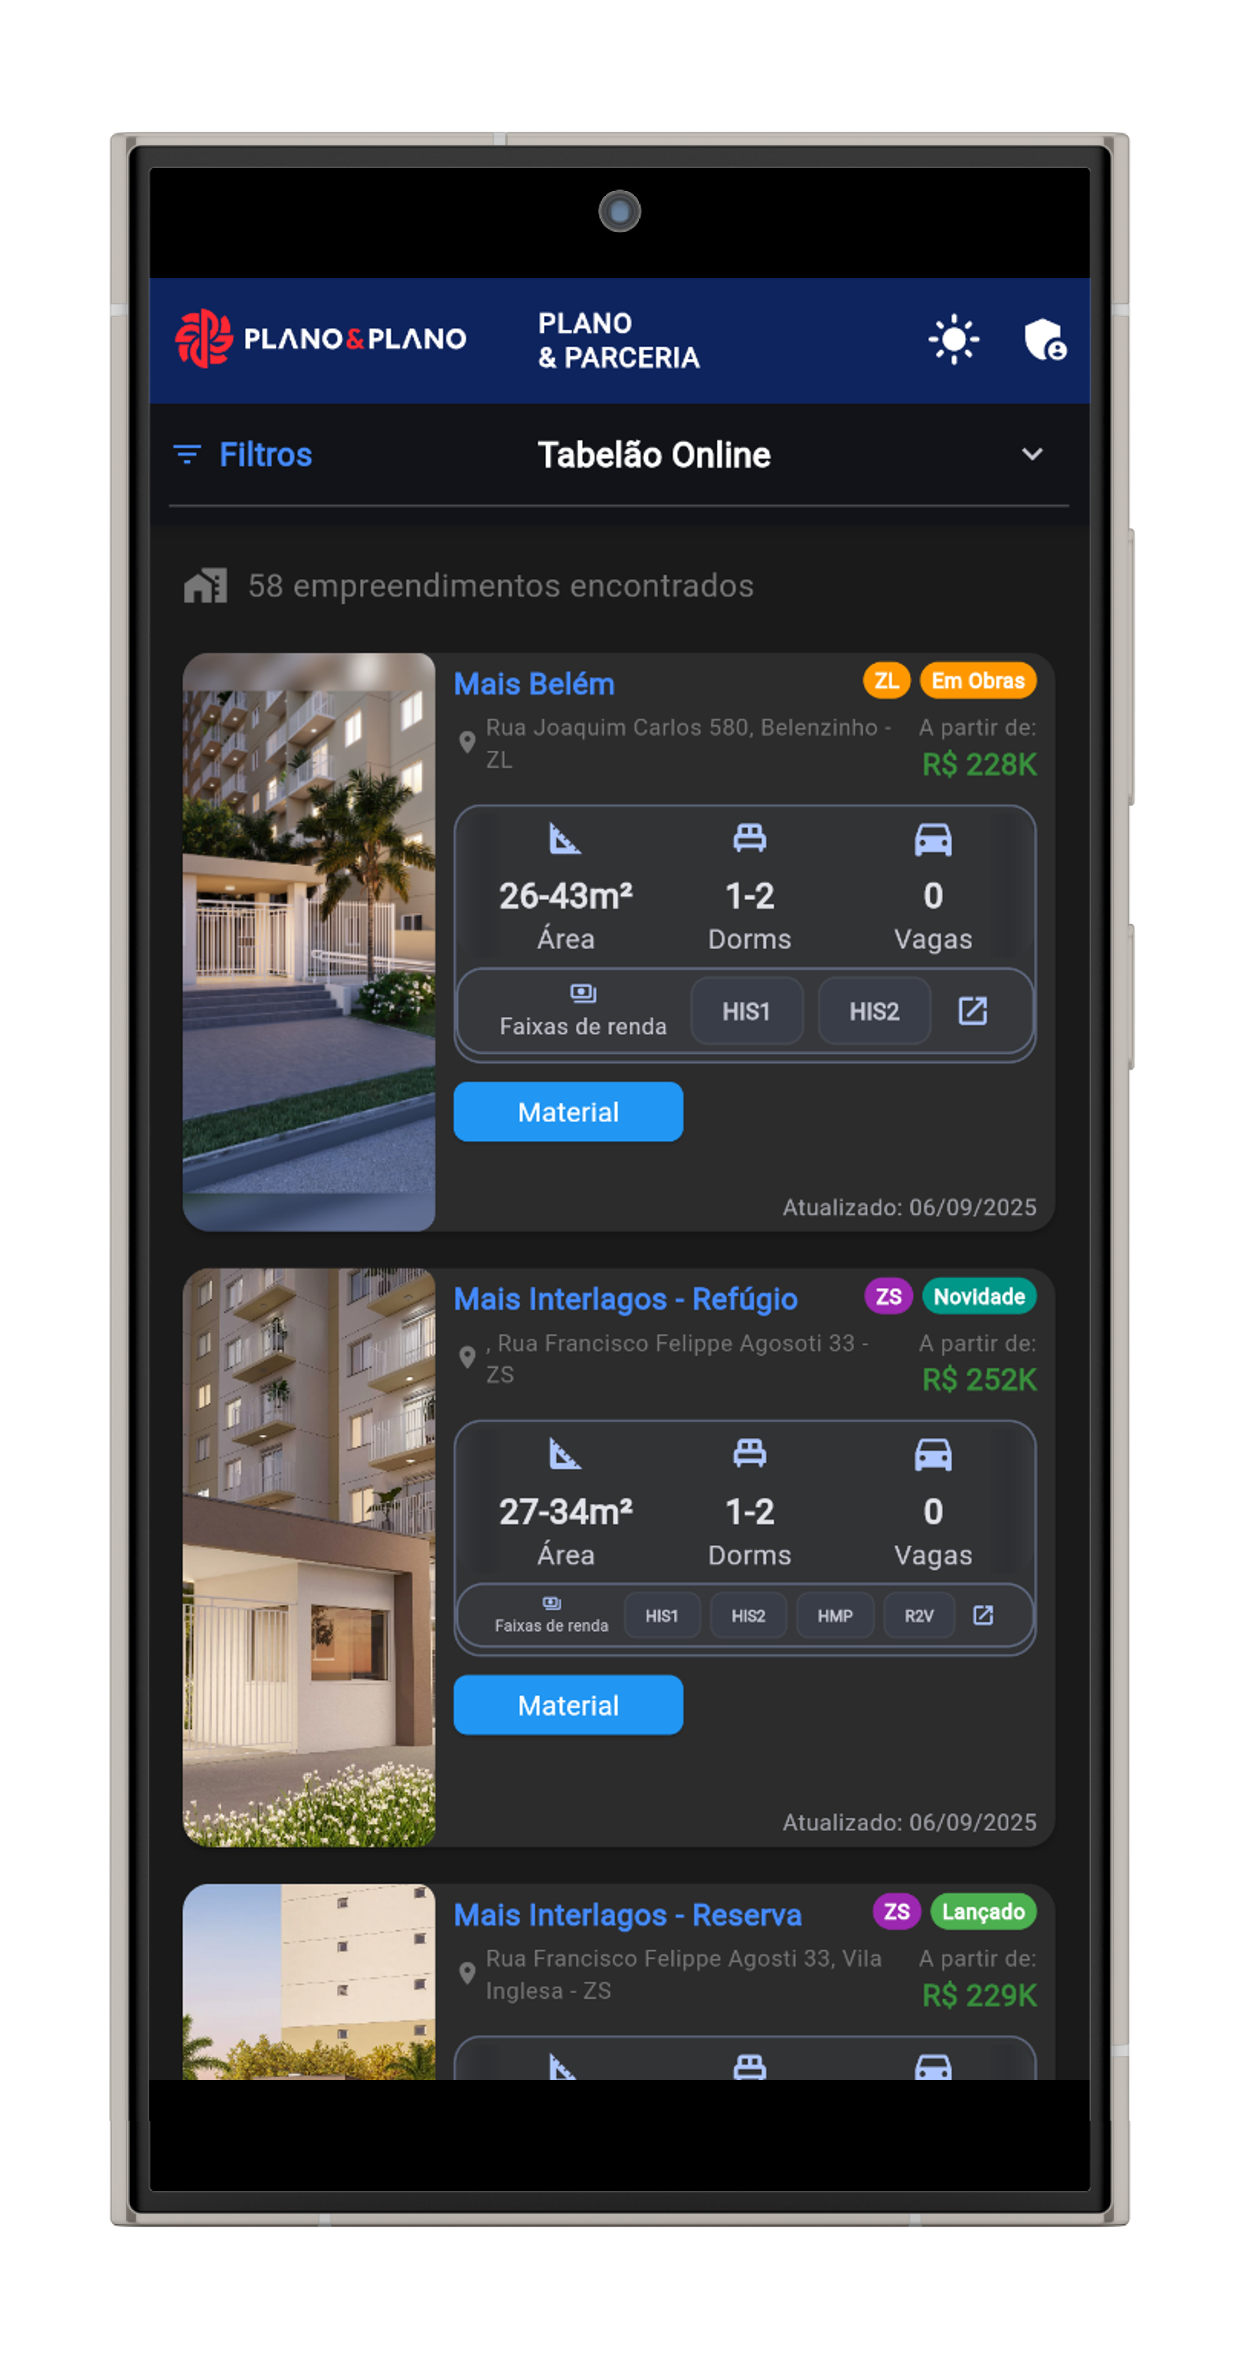 PLANO&PLANO
PLANO
& PARCERIA
Filtros
Tabelão Online
58 empreendimentos encontrados
Mais Belém
ZL
Em Obras
Rua Joaquim Carlos 580, Belenzinho -
ZL
A partir de:
R$ 228K
26-43m²
1-2
0
Área
Dorms
Vagas
Faixas de renda
HIS1
HIS2
Material
Atualizado: 06/09/2025
Mais Interlagos - Refúgio
ZS
Novidade
, Rua Francisco Felippe Agosoti 33 -
ZS
A partir de:
R$ 252K
27-34m²
1-2
0
Área
Dorms
Vagas
Faixas de renda
HIS1
HIS2
HMP
R2V
Material
Atualizado: 06/09/2025
Mais Interlagos - Reserva
ZS
Lançado
Rua Francisco Felippe Agosti 33, Vila
Inglesa - ZS
A partir de:
R$ 229K